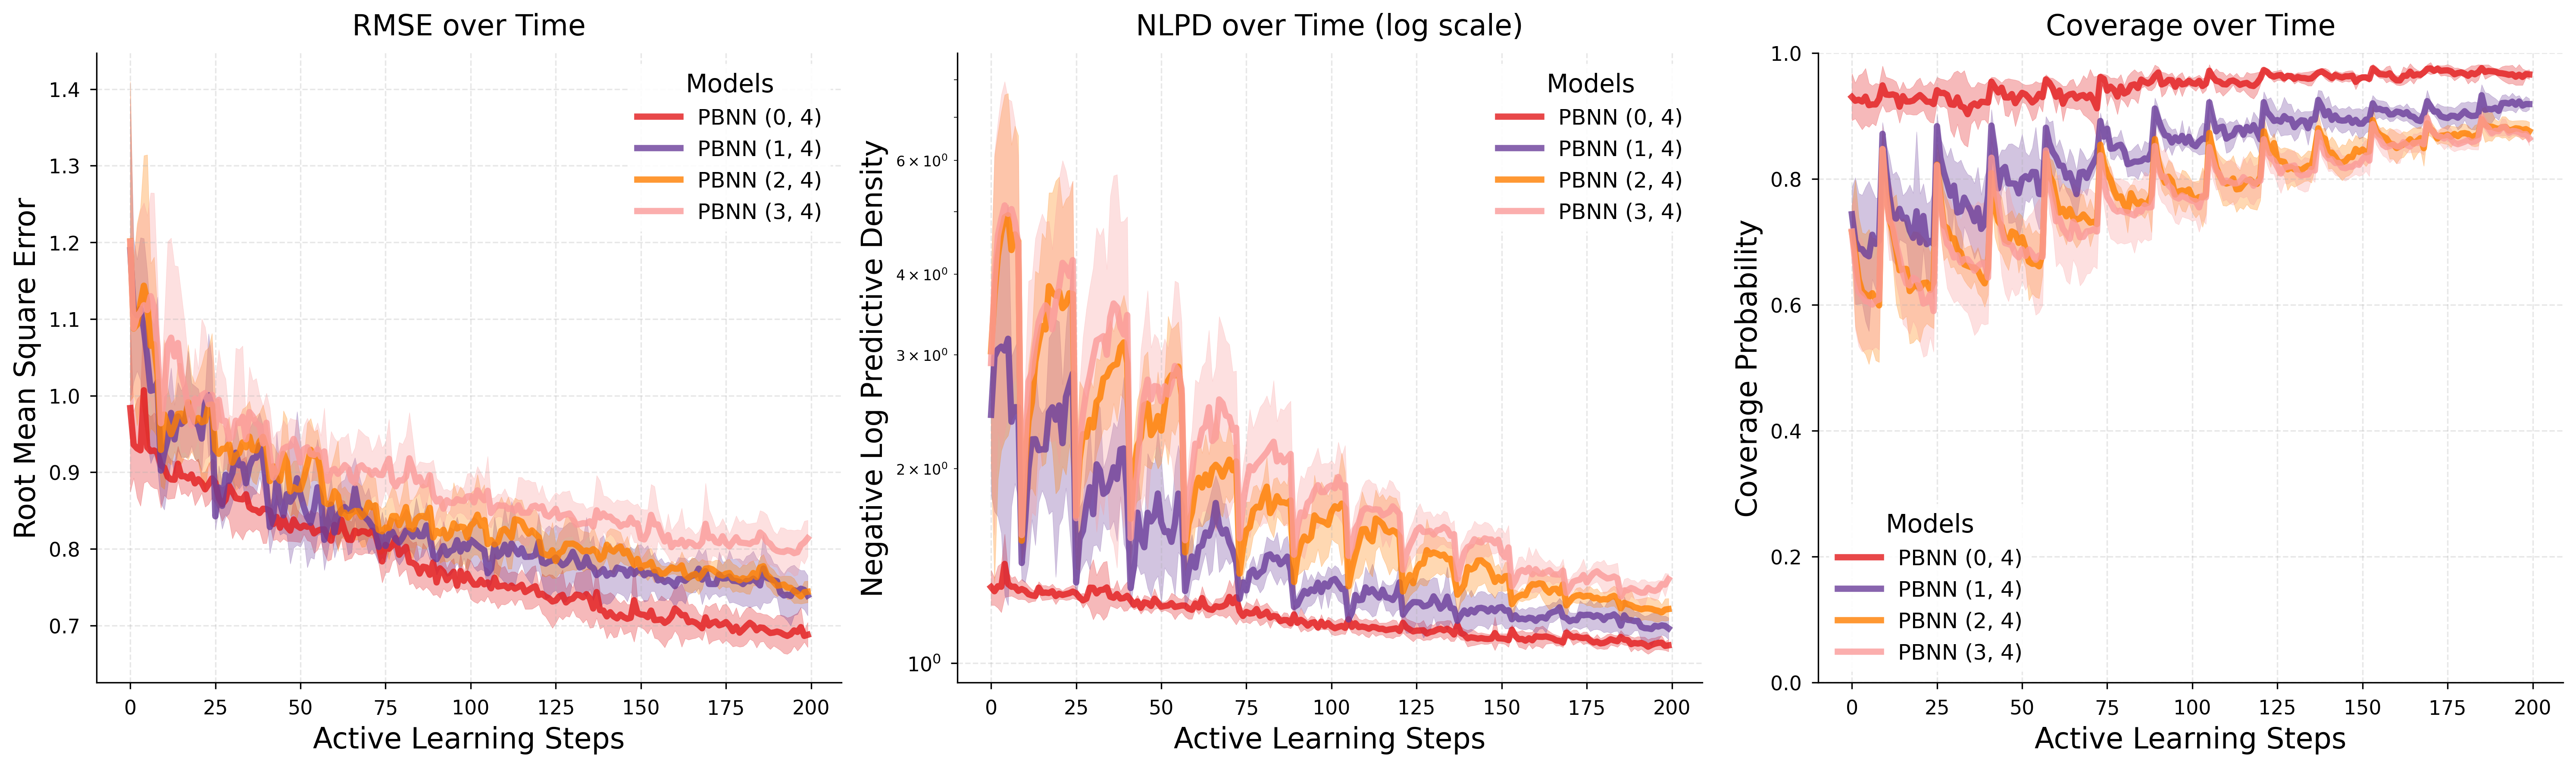 RMSE over Time
Root Mean Square Error
1.4
1.3
1.2
1.1
1.0
0.9
0.8
0.7
Models
PBNN (0, 4)
PBNN (1, 4)
PBNN (2, 4)
PBNN (3, 4)
0 25 50 75 100 125 150 175 200
Active Learning Steps
NLPD over Time (log scale)
Negative Log Predictive Density
6 × 10⁰
4 × 10⁰
3 × 10⁰
2 × 10⁰
10⁰
Models
PBNN (0, 4)
PBNN (1, 4)
PBNN (2, 4)
PBNN (3, 4)
0 25 50 75 100 125 150 175 200
Active Learning Steps
Coverage over Time
Coverage Probability
1.0
0.8
0.6
0.4
0.2
0.0
Models
PBNN (0, 4)
PBNN (1, 4)
PBNN (2, 4)
PBNN (3, 4)
0 25 50 75 100 125 150 175 200
Active Learning Steps